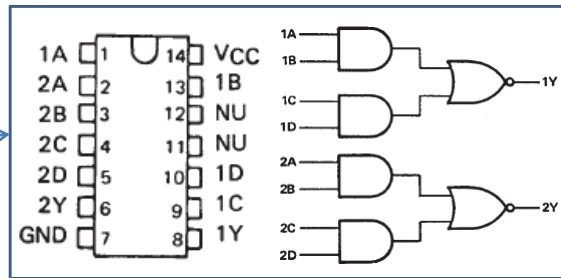 1A 1 14 VCC
2A 2 13 1B
2B 3 12 NU
2C 4 11 NU
2D 5 10 1D
2Y 6 9 1C
GND 7 8 1Y
1A
1B
1Y
1C
1D
2A
2B
2Y
2C
2D